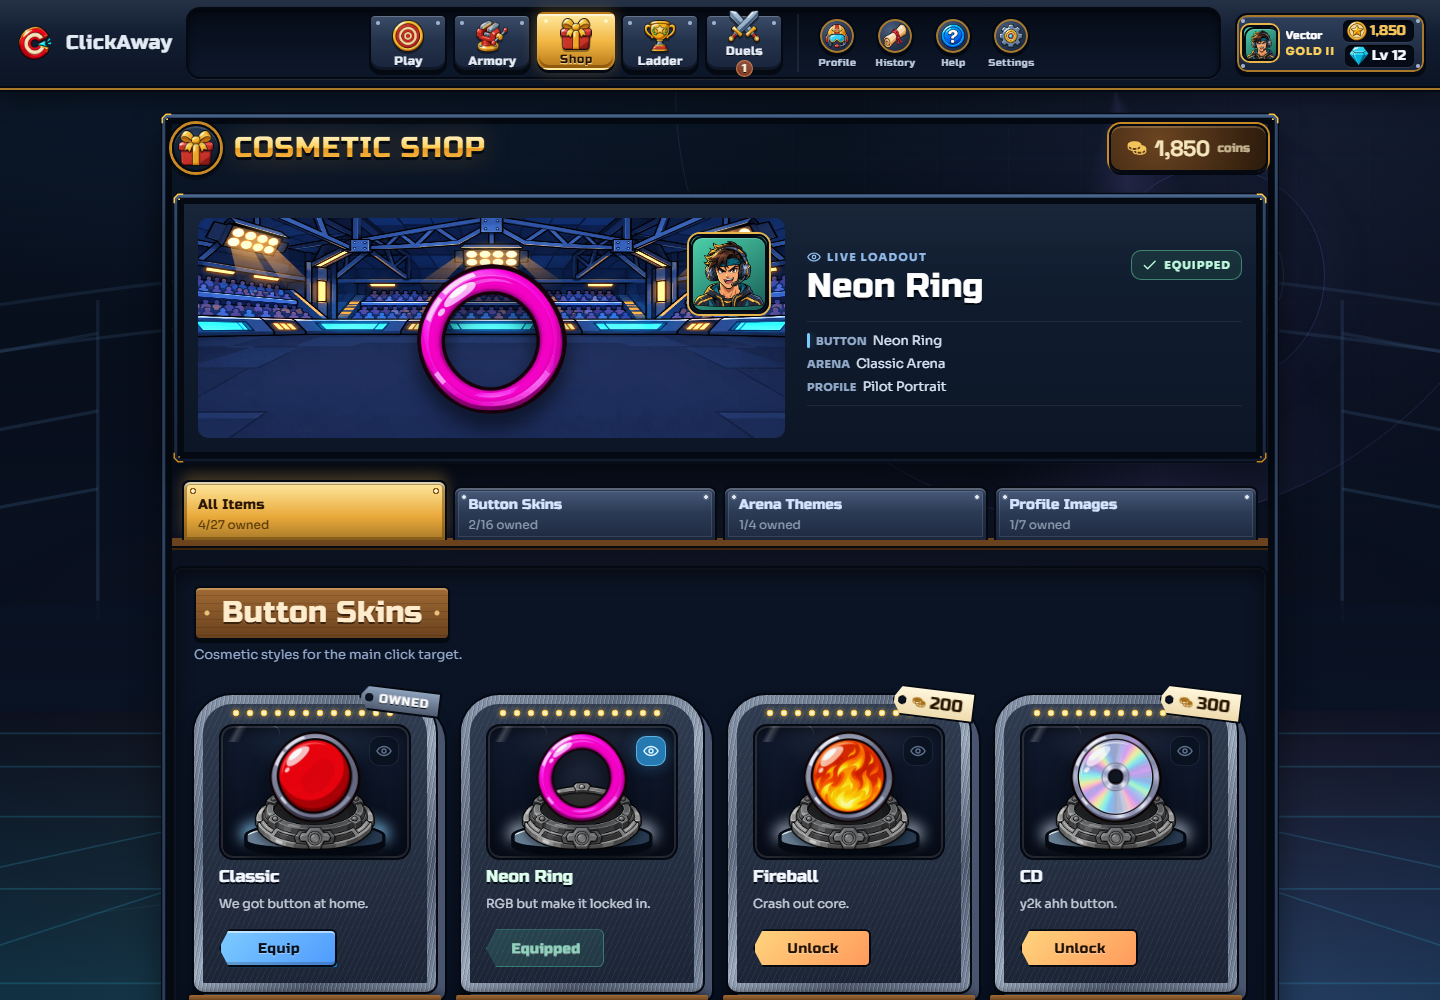 ClickAway
Play
Armory
Shop
Ladder
Duels
1
Profile
History
Help
Settings
Vector
GOLD II
1,850
Lv 12
COSMETIC SHOP
1,850 coins
LIVE LOADOUT
Neon Ring
EQUIPPED
BUTTON Neon Ring
ARENA Classic Arena
PROFILE Pilot Portrait
All Items
4/27 owned
Button Skins
2/16 owned
Arena Themes
1/4 owned
Profile Images
1/7 owned
Button Skins
Cosmetic styles for the main click target.
OWNED
Classic
We got button at home.
Equip
Neon Ring
RGB but make it locked in.
Equipped
200
Fireball
Crash out core.
Unlock
300
CD
y2k ahh button.
Unlock